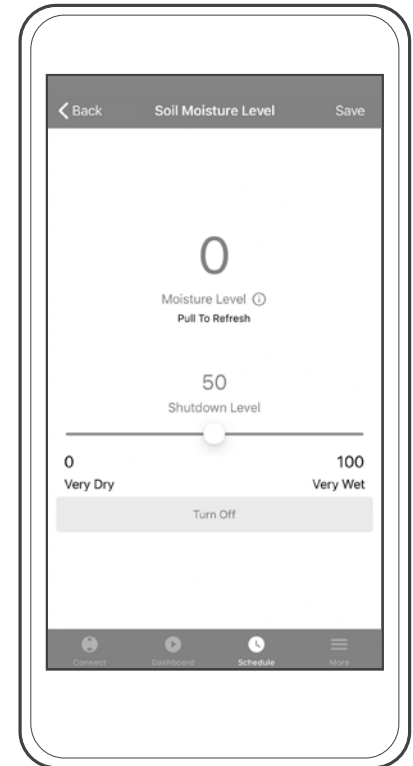 Back Soil Moisture Level Save
0
Moisture Level
Pull To Refresh
50
Shutdown Level
0 100
Very Dry Very Wet
Turn Off
Connect Dashboard Schedule More